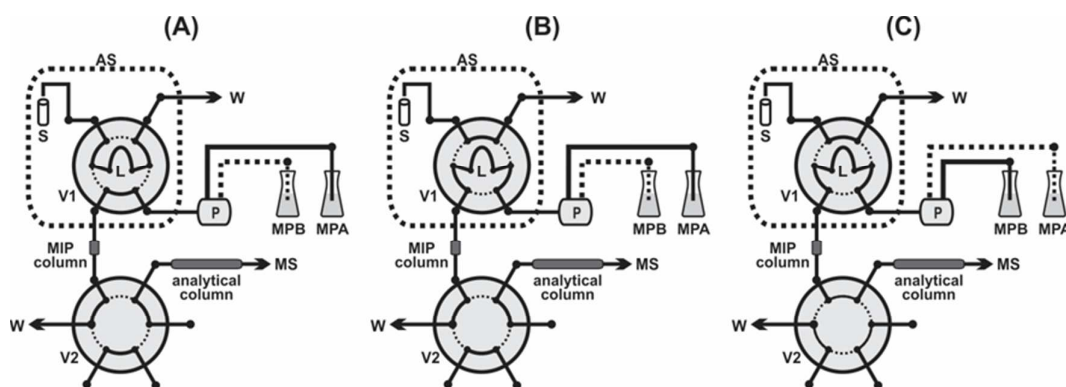 (A)
AS
W
S
L
V1
P
MPB MPA
MIP
column
MS
analytical
column
W
V2
(B)
AS
W
S
L
V1
P
MPB MPA
MIP
column
MS
analytical
column
W
V2
(C)
AS
W
S
L
V1
P
MPB MPA
MIP
column
MS
analytical
column
W
V2